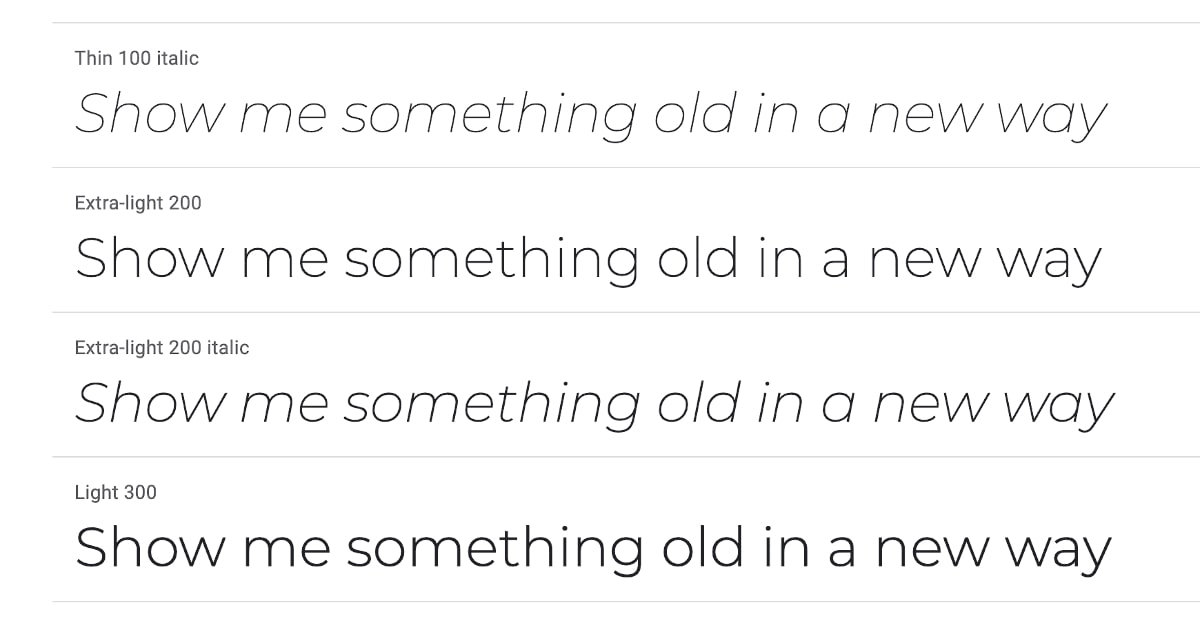 Thin 100 italic
Show me something old in a new way
Extra-light 200
Show me something old in a new way
Extra-light 200 italic
Show me something old in a new way
Light 300
Show me something old in a new way